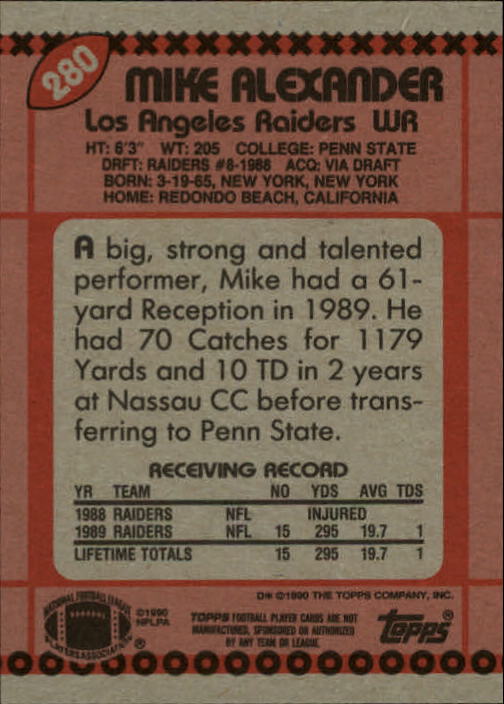 280
MIKE ALEXANDER
Los Angeles Raiders WR
HT: 6'3" WT: 205 COLLEGE: PENN STATE
DRFT: RAIDERS #8-1988 ACQ: VIA DRAFT
BORN: 3-19-65, NEW YORK, NEW YORK
HOME: REDONDO BEACH, CALIFORNIA
A big, strong and talented
performer, Mike had a 61-
yard Reception in 1989. He
had 70 Catches for 1179
Yards and 10 TD in 2 years
at Nassau CC before trans-
ferring to Penn State.
RECEIVING RECORD
YR TEAM NO YDS AVG TDS
1988 RAIDERS NFL INJURED
1989 RAIDERS NFL 15 295 19.7 1
LIFETIME TOTALS 15 295 19.7 1
D* ©1990 THE TOPPS COMPANY, INC.
NATIONAL FOOTBALL LEAGUE
PLAYERS ASSOCIATION
®
©1990
NFLPA
TOPPS FOOTBALL PLAYER CARDS ARE NOT
MANUFACTURED, SPONSORED OR AUTHORIZED
BY ANY TEAM OR LEAGUE.
topps®